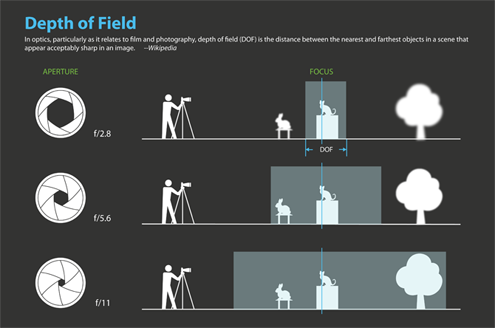 Depth of Field
In optics, particularly as it relates to film and photography, depth of field (DOF) is the distance between the nearest and farthest objects in a scene that
appear acceptably sharp in an image. –Wikipedia
APERTURE
FOCUS
f/2.8
DOF
f/5.6
f/11